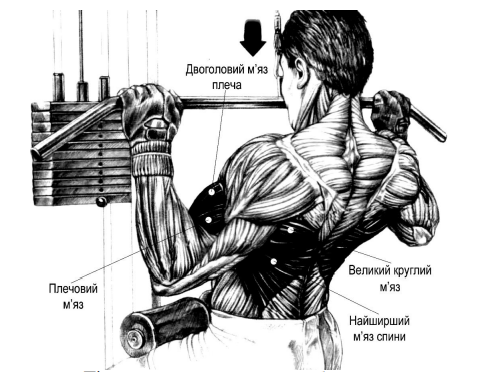 Двоголовий м'яз
плеча
Великий круглий
м'яз
Плечовий
м'яз
Найширший
м'яз спини